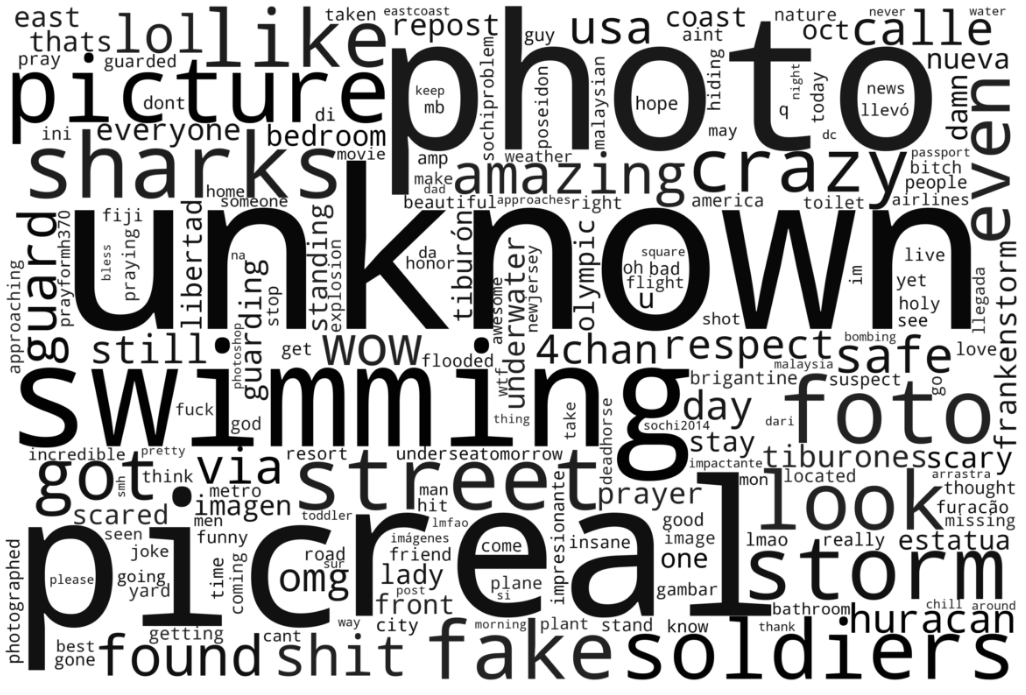 east
thats
lol
like
taken
eastcoast
repost
guy
usa
coast
aint
nature
oct
never
water
calle
pray
guarded
picture
photo
nueva
dont
di
keep
mb
sochiproblem
poseidon
malaysian
hope
hiding
q
night
today
news
llevó
damn
even
ini
everyone
bedroom
movie
amp
weather
may
dc
sharks
make
amazing
crazy
passport
bitch
people
home
someone
dad
beautiful
approaches
right
america
toilet
airlines
guard
prayformh370
fiji
bless
praying
unknown
libertad
na
guarding
stop
standing
explosion
da
honor
tiburón
awesome
underwater
newjersey
olympic
oh
bad
square
flight
u
im
live
yet
holy
see
llegada
frankenstorm
approaching
still
photoshop
get
wow
flooded
wtf
4chan
shot
respect
bombing
safe
love
malaysia
brigantine
suspect
go
swimming
fuck
god
thing
take
deadhorse
sochi2014
day
stay
dari
foto
incredible
pretty
resort
underseatomorrow
impactante
tiburones
scary
got
smh
think
via
street
mon
located
look
arrastra
thought
metro
imagen
man
hit
prayer
furacão
missing
scared
men
toddler
lmfao
good
image
insane
impresionante
one
lmao
really
estatua
photographed
seen
joke
funny
imágenes
friend
come
picreal
storm
please
going
yard
time
coming
omg
road
sur
lady
post
plane
si
gambar
bathroom
chill
around
front
huracan
best
gone
getting
cant
way
city
morning
plant
stand
know
thank
found
shit
fake
soldiers